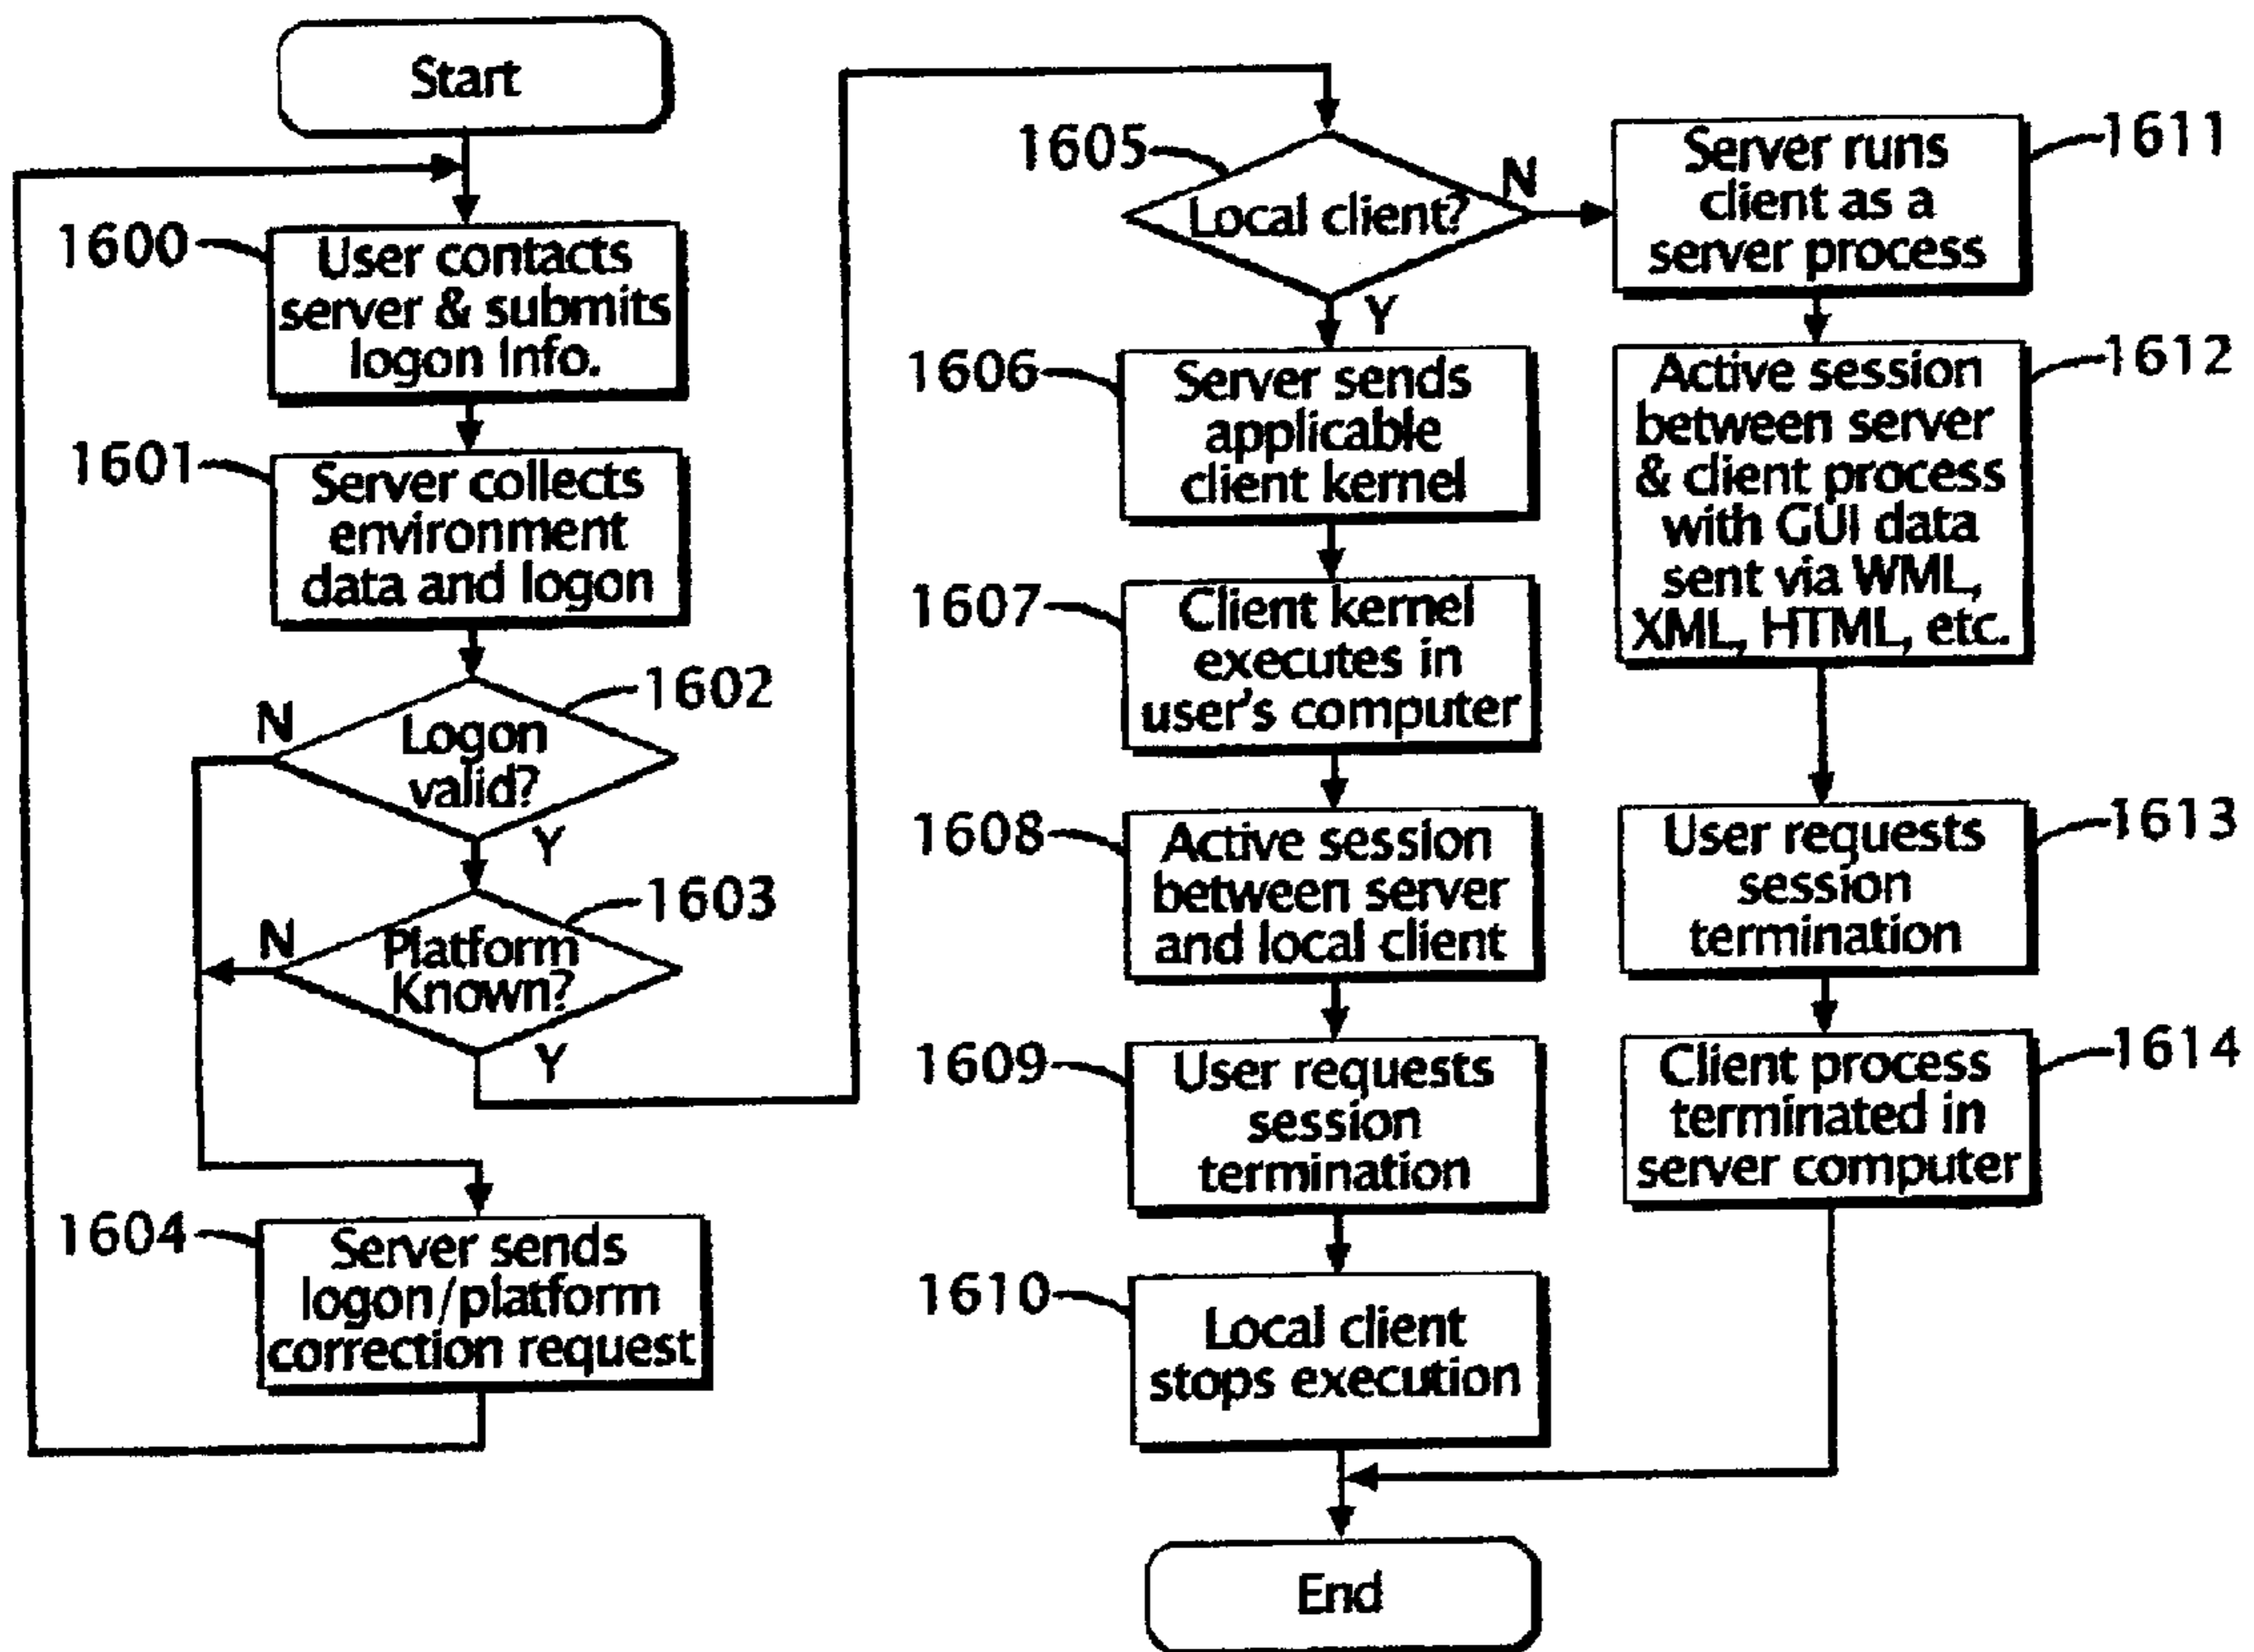 Start
1600
User contacts
server & submits
logon Info.
1601
Server collects
environment
data and logon
1602
N
Logon
valid?
Y
1603
N
Platform
Known?
Y
1604
Server sends
logon/platform
correction request
1605
Local client?
N
Y
1606
Server sends
applicable
client kernel
1607
Client kernel
executes in
user's computer
1608
Active session
between server
and local client
1609
User requests
session
termination
1610
Local client
stops execution
1611
Server runs
client as a
server process
1612
Active session
between server
& client process
with GUI data
sent via WML,
XML, HTML, etc.
1613
User requests
session
termination
1614
Client process
terminated in
server computer
End